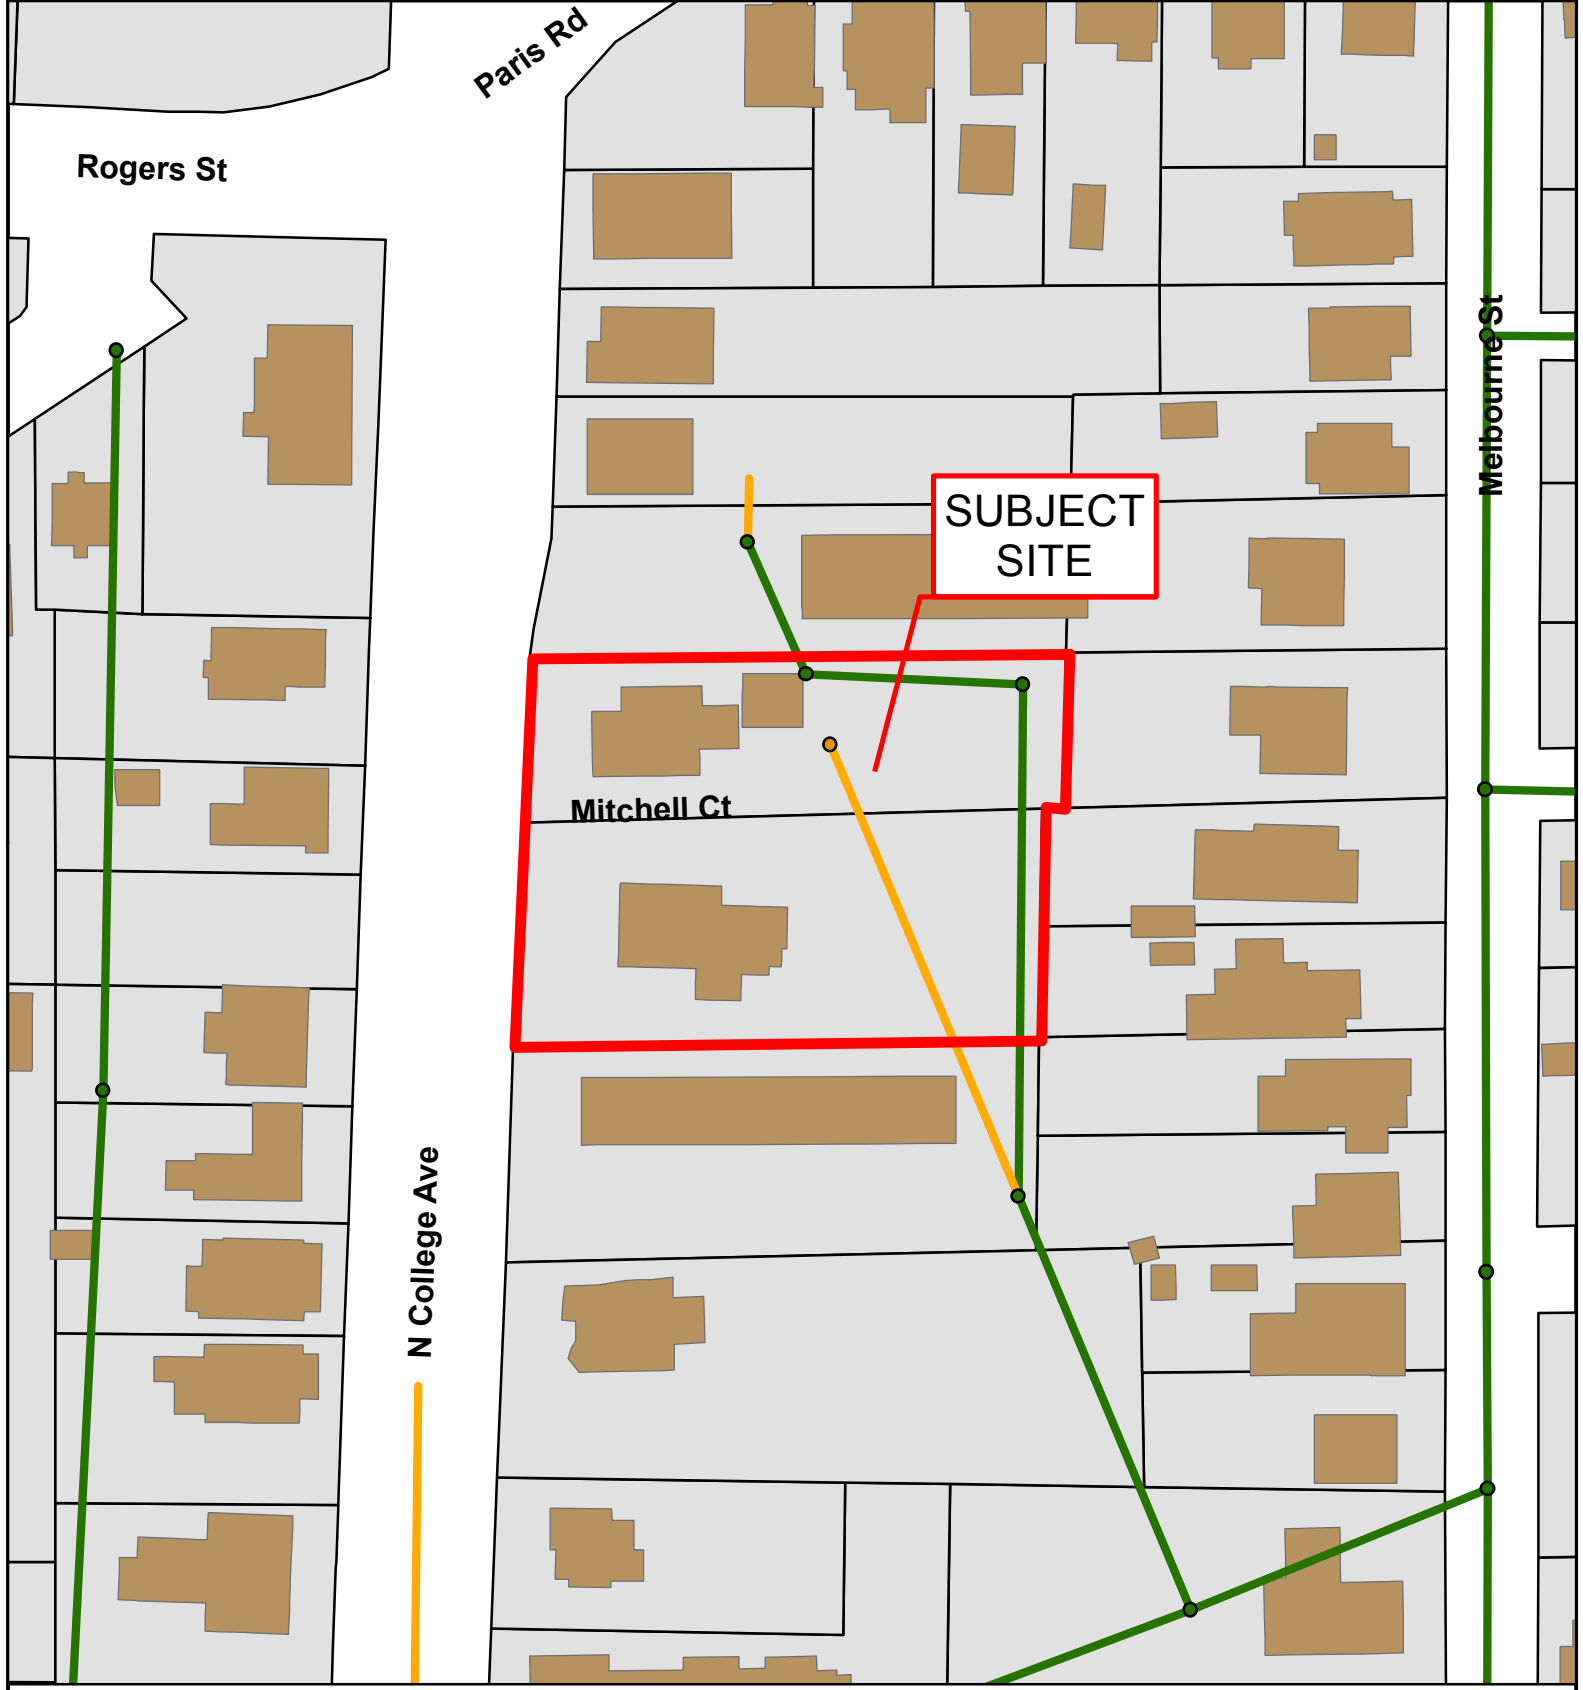 Paris Rd
Rogers St
Melbourne St
SUBJECT
SITE
Mitchell Ct
N College Ave